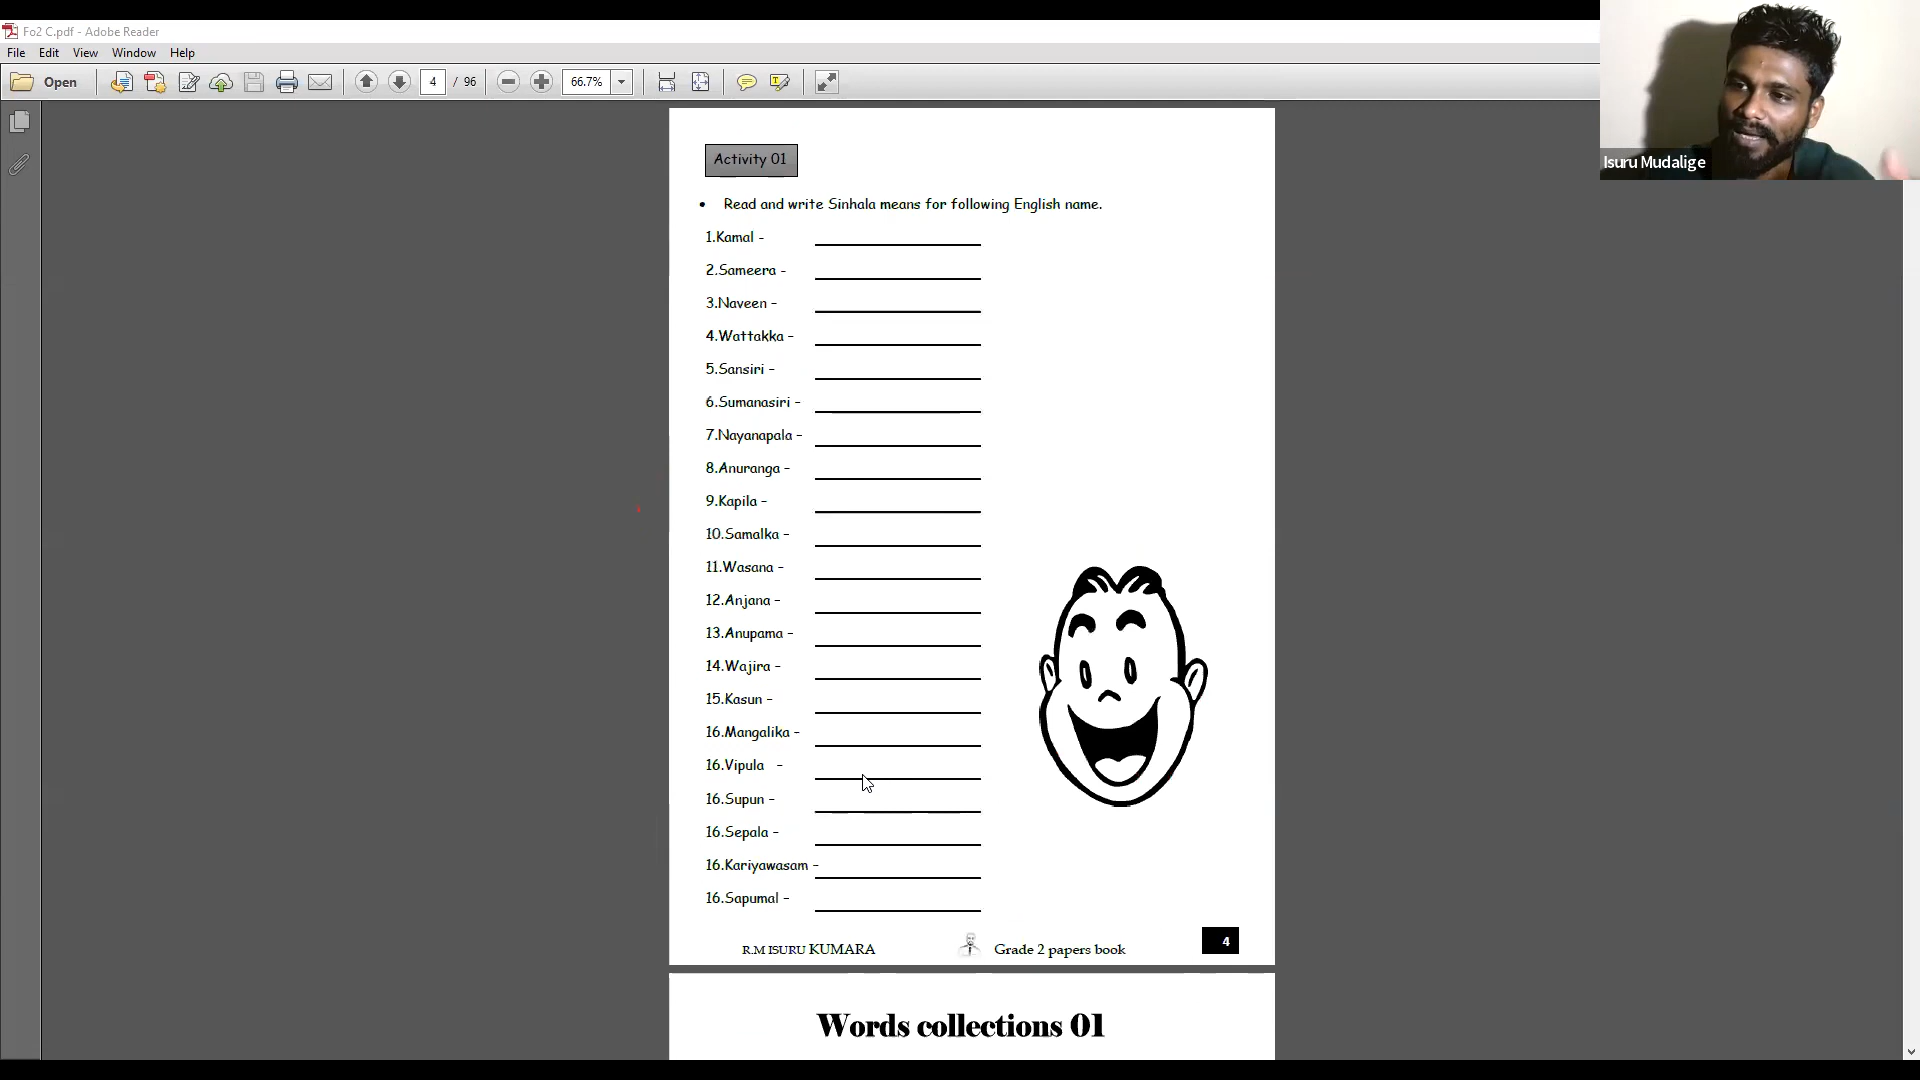 Fo2 C.pdf - Adobe Reader
File Edit View Window Help
Open 4 / 96 66.7%
Isuru Mudalige
Activity 01
• Read and write Sinhala means for following English name.
1.Kamal -
2.Sameera -
3.Naveen -
4.Wattakka -
5.Sansiri -
6.Sumanasiri -
7.Nayanapala -
8.Anuranga -
9.Kapila -
10.Samalka -
11.Wasana -
12.Anjana -
13.Anupama -
14.Wajira -
15.Kasun -
16.Mangalika -
16.Vipula -
16.Supun -
16.Sepala -
16.Kariyawasam -
16.Sapumal -
R.M ISURU KUMARA Grade 2 papers book 4
Words collections 01